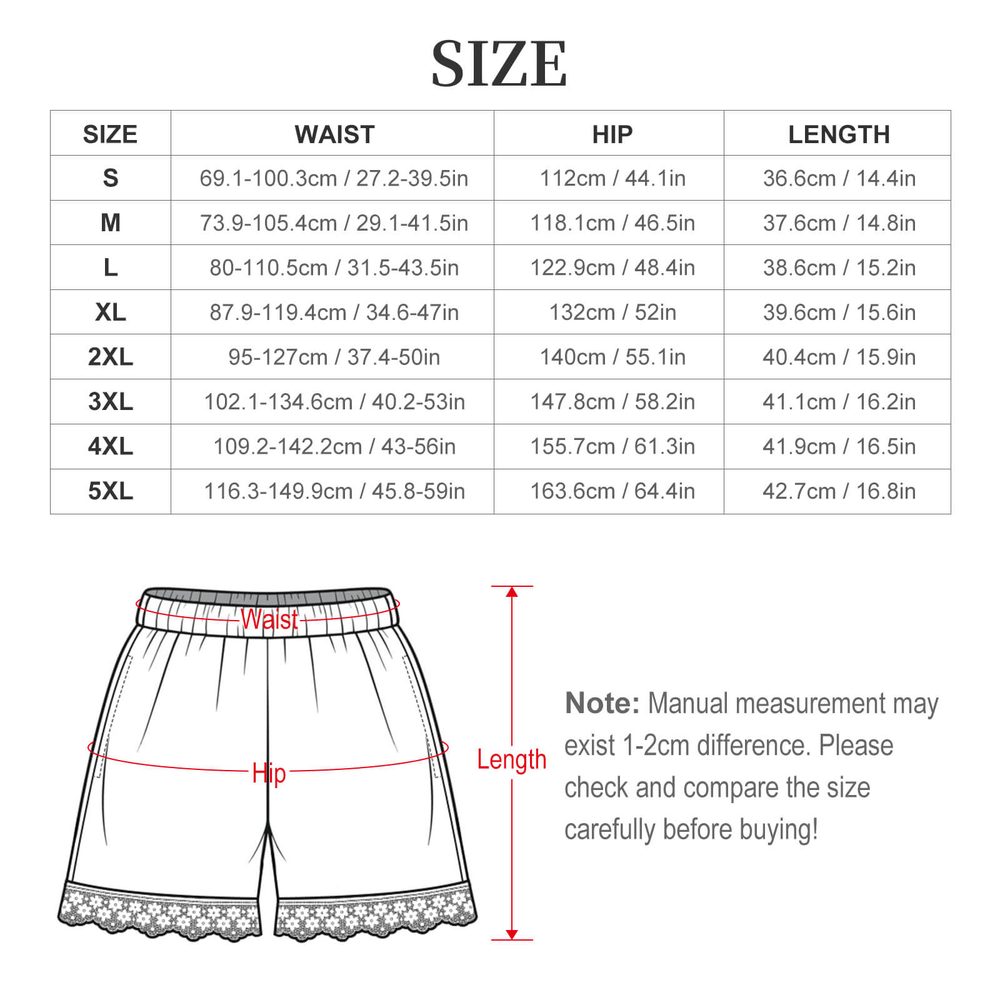 SIZE
SIZE WAIST HIP LENGTH
S 69.1-100.3cm / 27.2-39.5in 112cm / 44.1in 36.6cm / 14.4in
M 73.9-105.4cm / 29.1-41.5in 118.1cm / 46.5in 37.6cm / 14.8in
L 80-110.5cm / 31.5-43.5in 122.9cm / 48.4in 38.6cm / 15.2in
XL 87.9-119.4cm / 34.6-47in 132cm / 52in 39.6cm / 15.6in
2XL 95-127cm / 37.4-50in 140cm / 55.1in 40.4cm / 15.9in
3XL 102.1-134.6cm / 40.2-53in 147.8cm / 58.2in 41.1cm / 16.2in
4XL 109.2-142.2cm / 43-56in 155.7cm / 61.3in 41.9cm / 16.5in
5XL 116.3-149.9cm / 45.8-59in 163.6cm / 64.4in 42.7cm / 16.8in
Waist
Hip
Length
Note: Manual measurement may
exist 1-2cm difference. Please
check and compare the size
carefully before buying!